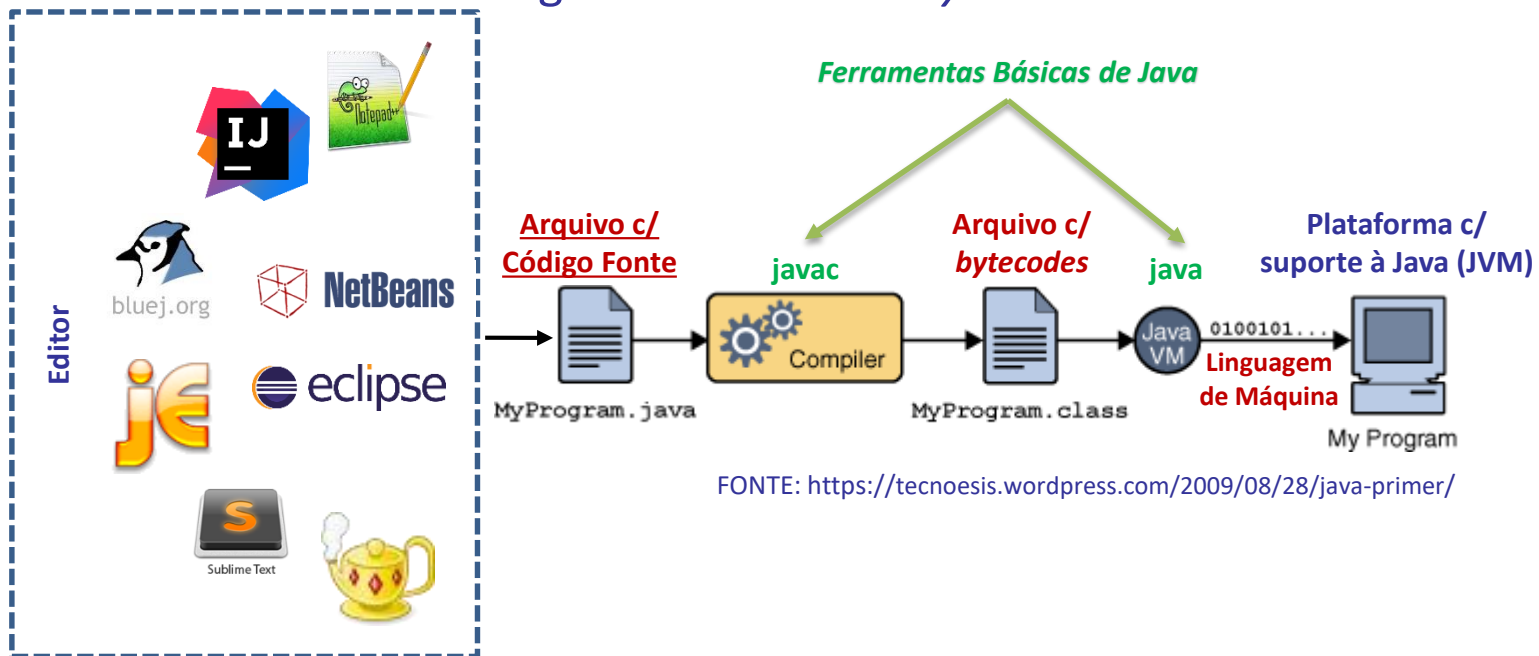 Ferramentas Básicas de Java
Notepad++
IJ
bluej.org
NetBeans
jE
eclipse
S
Sublime Text
Editor
Arquivo c/
Código Fonte
MyProgram.java
javac
Compiler
Arquivo c/
bytecodes
MyProgram.class
java
Java
VM
0100101...
Linguagem
de Máquina
Plataforma c/
suporte à Java (JVM)
My Program
FONTE: https://tecnoesis.wordpress.com/2009/08/28/java-primer/